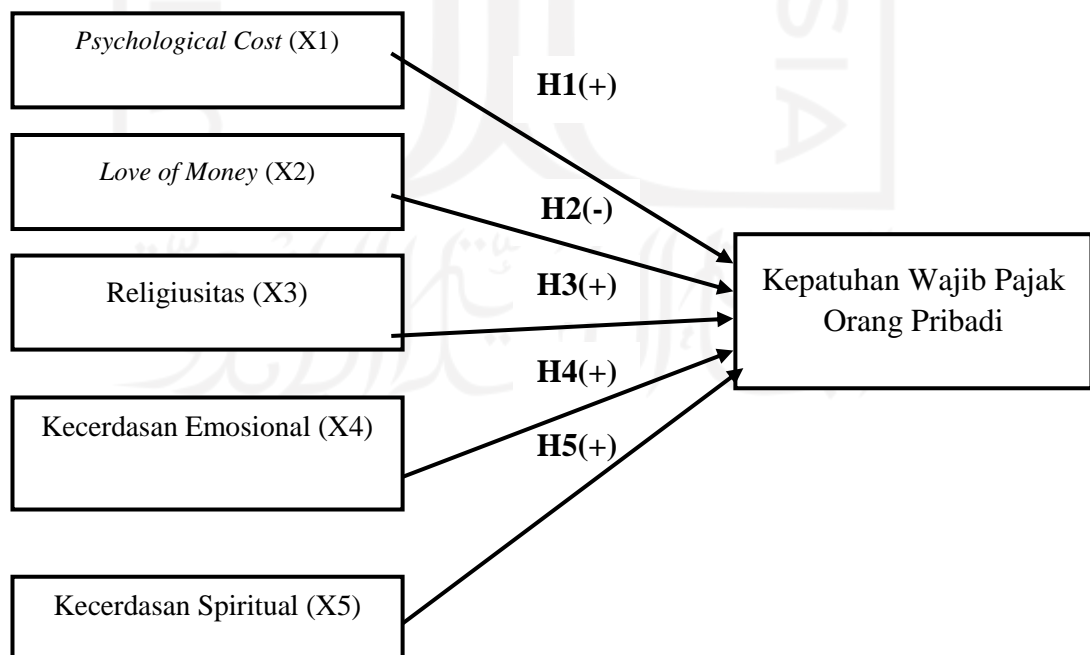 Psychological Cost (X1)
H1(+)
Love of Money (X2)
H2(-)
Religiusitas (X3)
H3(+)
Kepatuhan Wajib Pajak
Orang Pribadi
H4(+)
Kecerdasan Emosional (X4)
H5(+)
Kecerdasan Spiritual (X5)
SIA